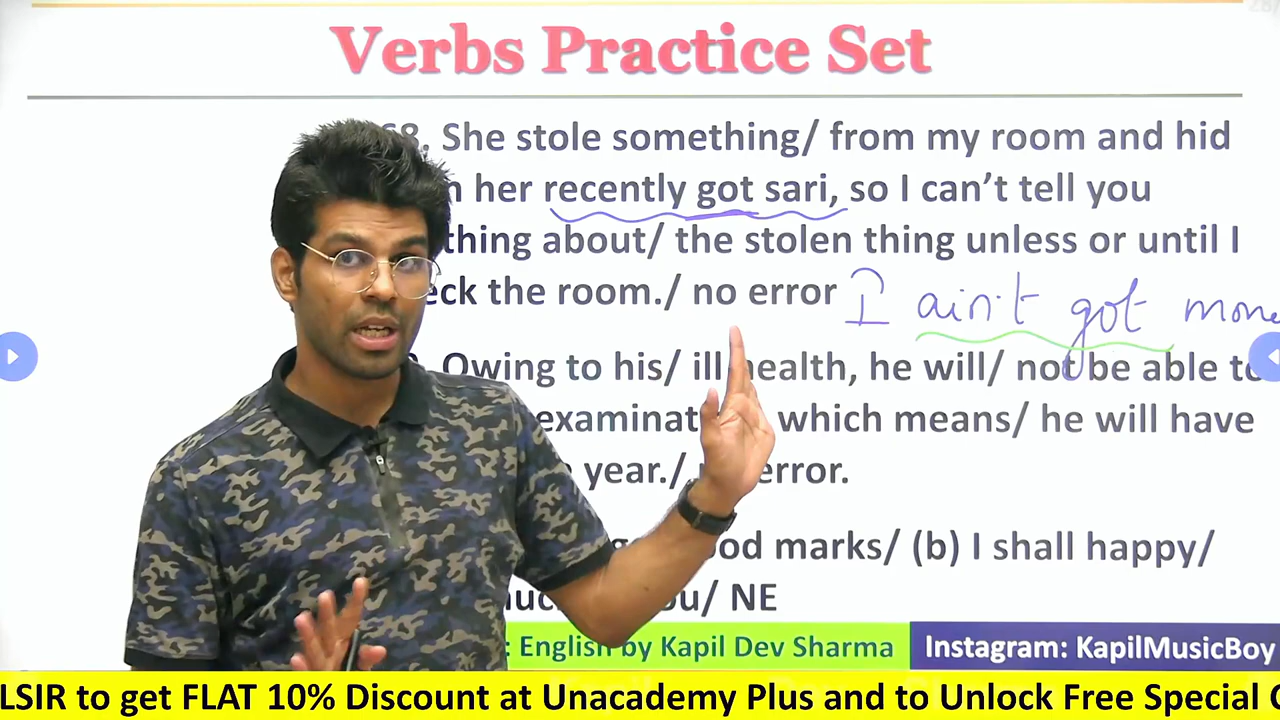 Verbs Practice Set
68. She stole something/ from my room and hid
her recently got sari, so I can't tell you
thing about/ the stolen thing unless or until I
eck the room./ no error
I ain't got mone
Owing to his/ ill health, he will/ not be able to
examinat which means/ he will have
year./ error.
od marks/ (b) I shall happy/
NE
: English by Kapil Dev Sharma
Instagram: KapilMusicBoy
LSIR to get FLAT 10% Discount at Unacademy Plus and to Unlock Free Special